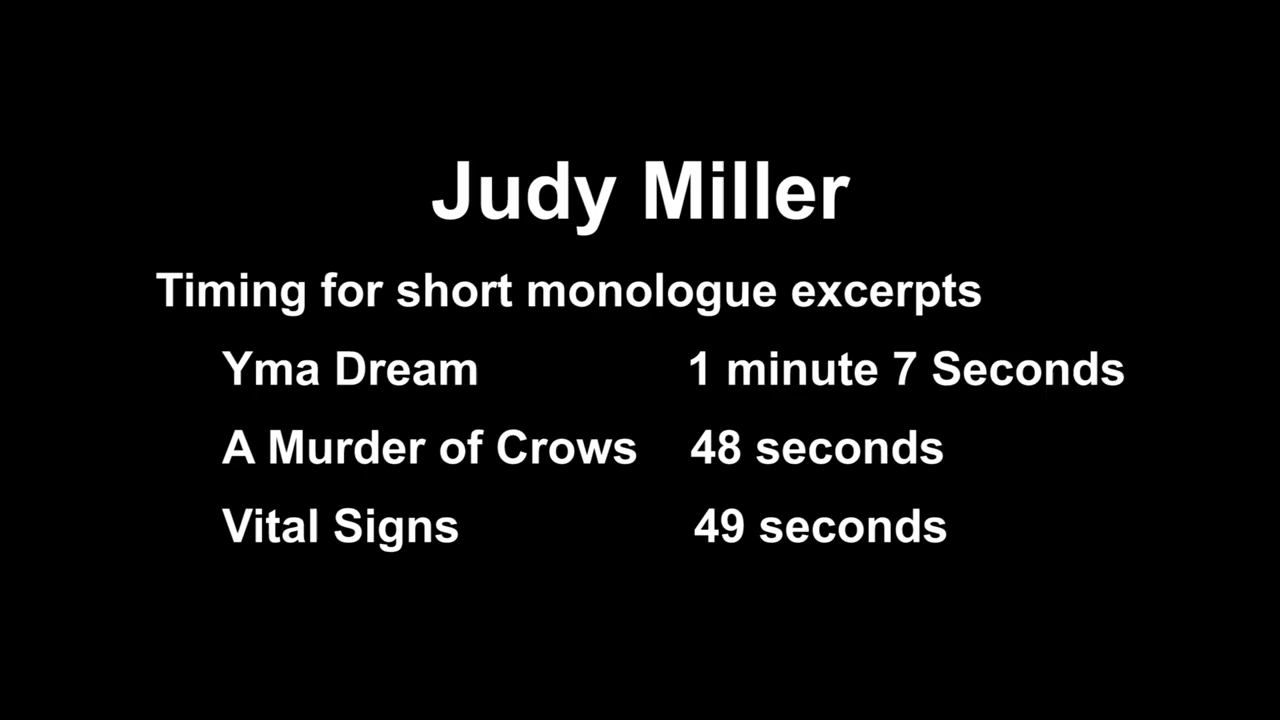 Judy Miller
Timing for short monologue excerpts
Yma Dream 1 minute 7 Seconds
A Murder of Crows 48 seconds
Vital Signs 49 seconds